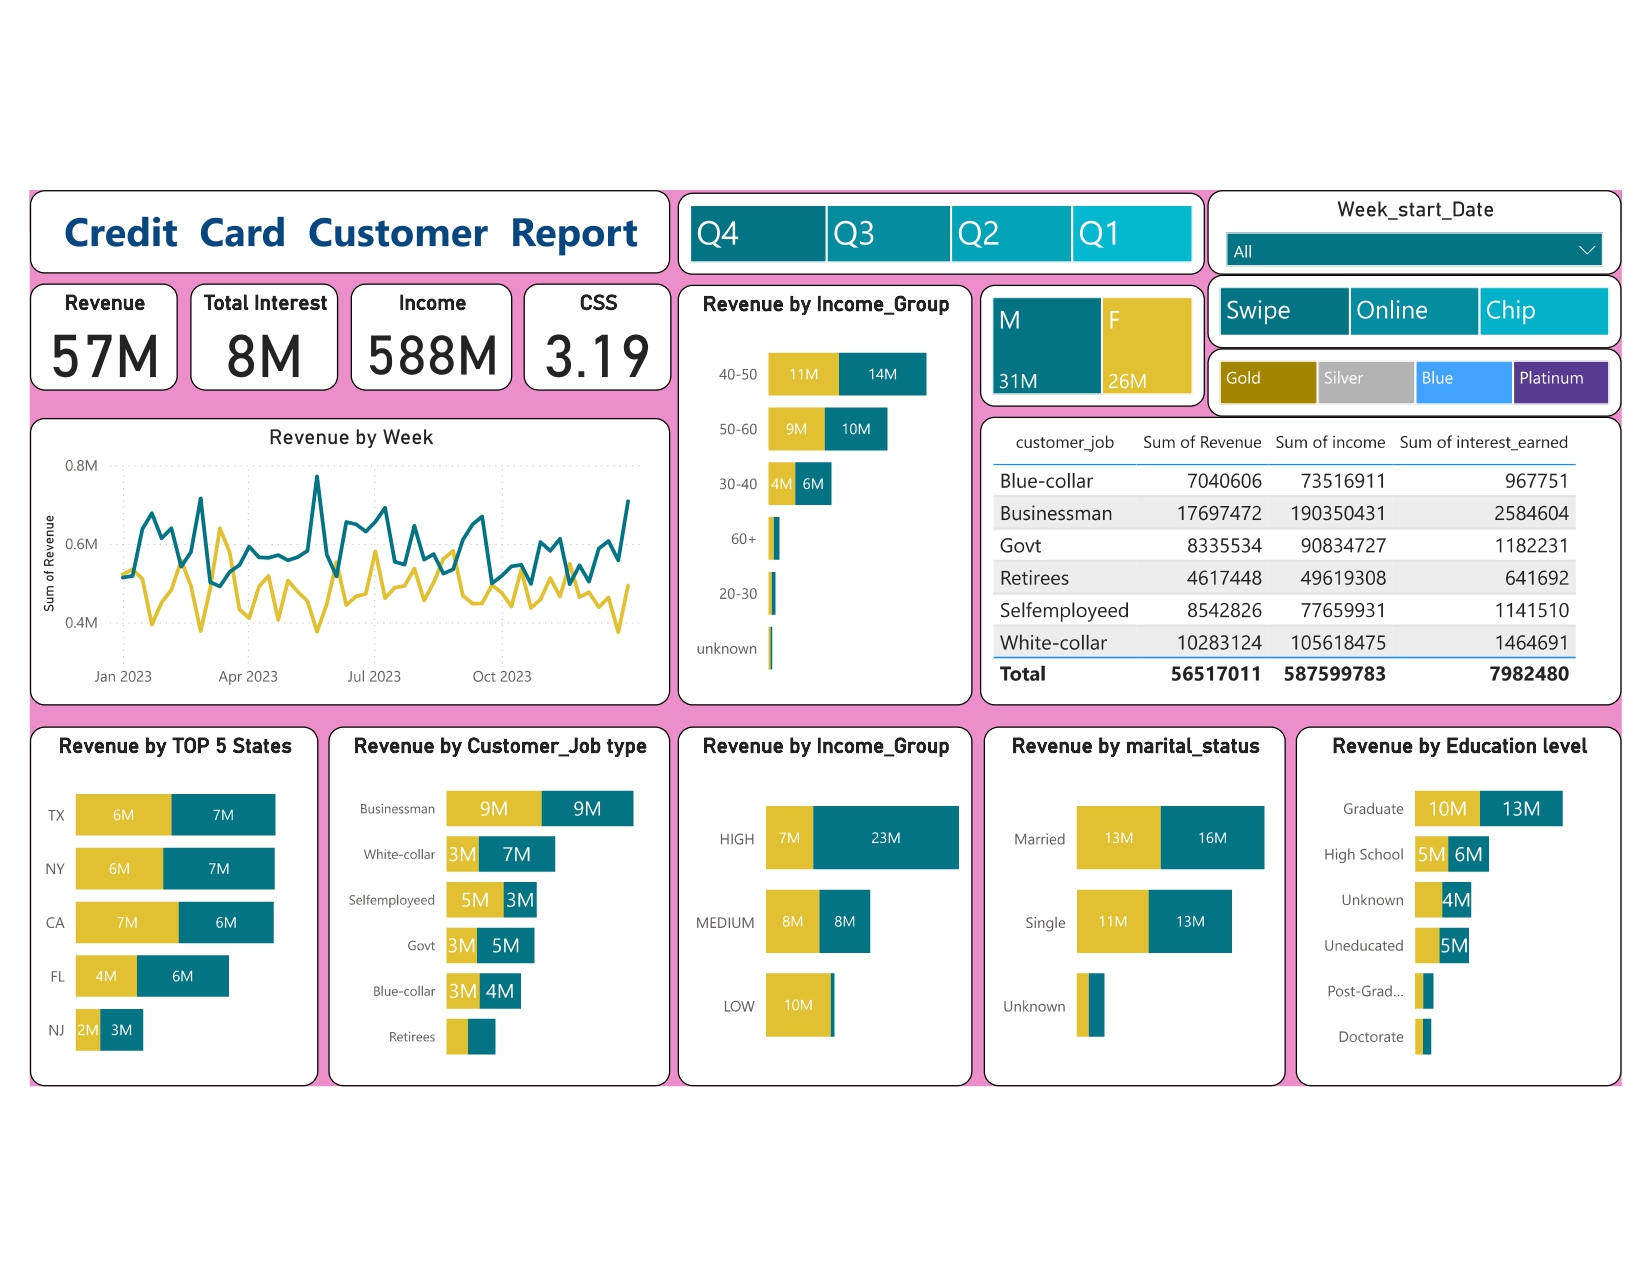 Credit Card Customer Report
Q4 Q3 Q2 Q1
Week_start_Date
All
Revenue
57M
Total Interest
8M
Income
588M
CSS
3.19
Swipe Online Chip
Gold Silver Blue Platinum
M
31M
F
26M
Revenue by Week
Sum of Revenue
0.8M
0.6M
0.4M
Jan 2023 Apr 2023 Jul 2023 Oct 2023
Revenue by Income_Group
40-50 11M 14M
50-60 9M 10M
30-40 4M 6M
60+
20-30
unknown
customer_job Sum of Revenue Sum of income Sum of interest_earned
Blue-collar 7040606 73516911 967751
Businessman 17697472 190350431 2584604
Govt 8335534 90834727 1182231
Retirees 4617448 49619308 641692
Selfemployeed 8542826 77659931 1141510
White-collar 10283124 105618475 1464691
Total 56517011 587599783 7982480
Revenue by TOP 5 States
TX 6M 7M
NY 6M 7M
CA 7M 6M
FL 4M 6M
NJ 2M 3M
Revenue by Customer_Job type
Businessman 9M 9M
White-collar 3M 7M
Selfemployeed 5M 3M
Govt 3M 5M
Blue-collar 3M 4M
Retirees
Revenue by Income_Group
HIGH 7M 23M
MEDIUM 8M 8M
LOW 10M
Revenue by marital_status
Married 13M 16M
Single 11M 13M
Unknown
Revenue by Education level
Graduate 10M 13M
High School 5M 6M
Unknown 4M
Uneducated 5M
Post-Grad...
Doctorate